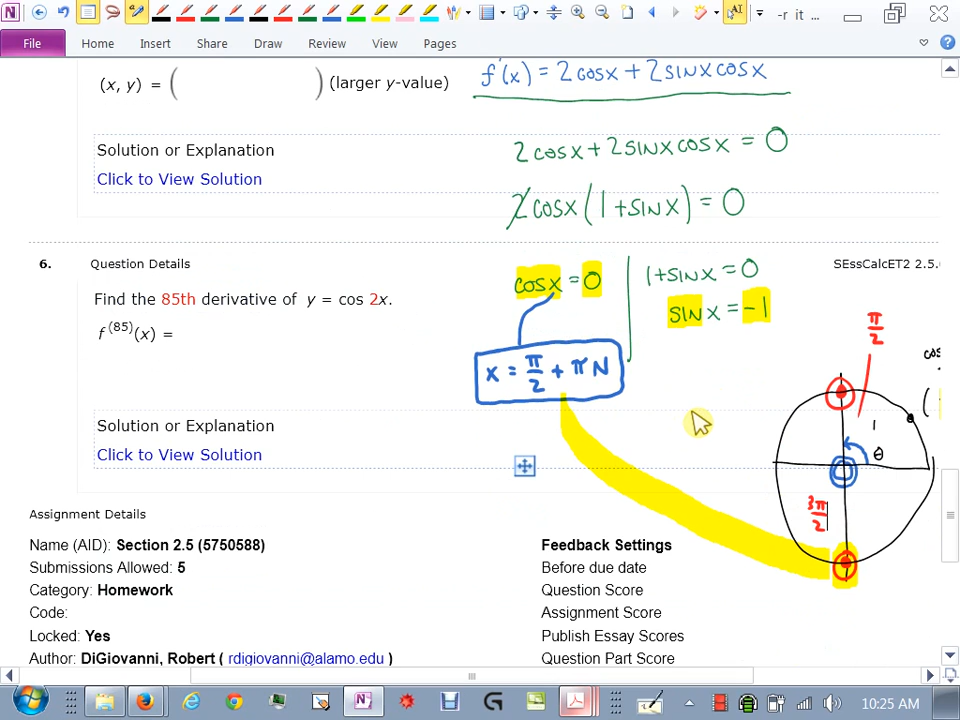 -r it ...
File Home Insert Share Draw Review View Pages
(x, y) = ( ) (larger y-value)
f'(x) = 2cosx + 2sinxcosx
Solution or Explanation
Click to View Solution
2cosx + 2sinxcosx = 0
2cosx(1+sinx) = 0
6. Question Details
SEssCalcET2 2.5.
Find the 85th derivative of y = cos 2x.
f (85)(x) =
cosx = 0
1+sinx = 0
sinx = -1
x = π/2 + πN
π/2
cos
(
1
θ
3π/2
Solution or Explanation
Click to View Solution
Assignment Details
Name (AID): Section 2.5 (5750588)
Submissions Allowed: 5
Category: Homework
Code:
Locked: Yes
Author: DiGiovanni, Robert ( rdigiovanni@alamo.edu )
Feedback Settings
Before due date
Question Score
Assignment Score
Publish Essay Scores
Question Part Score
10:25 AM